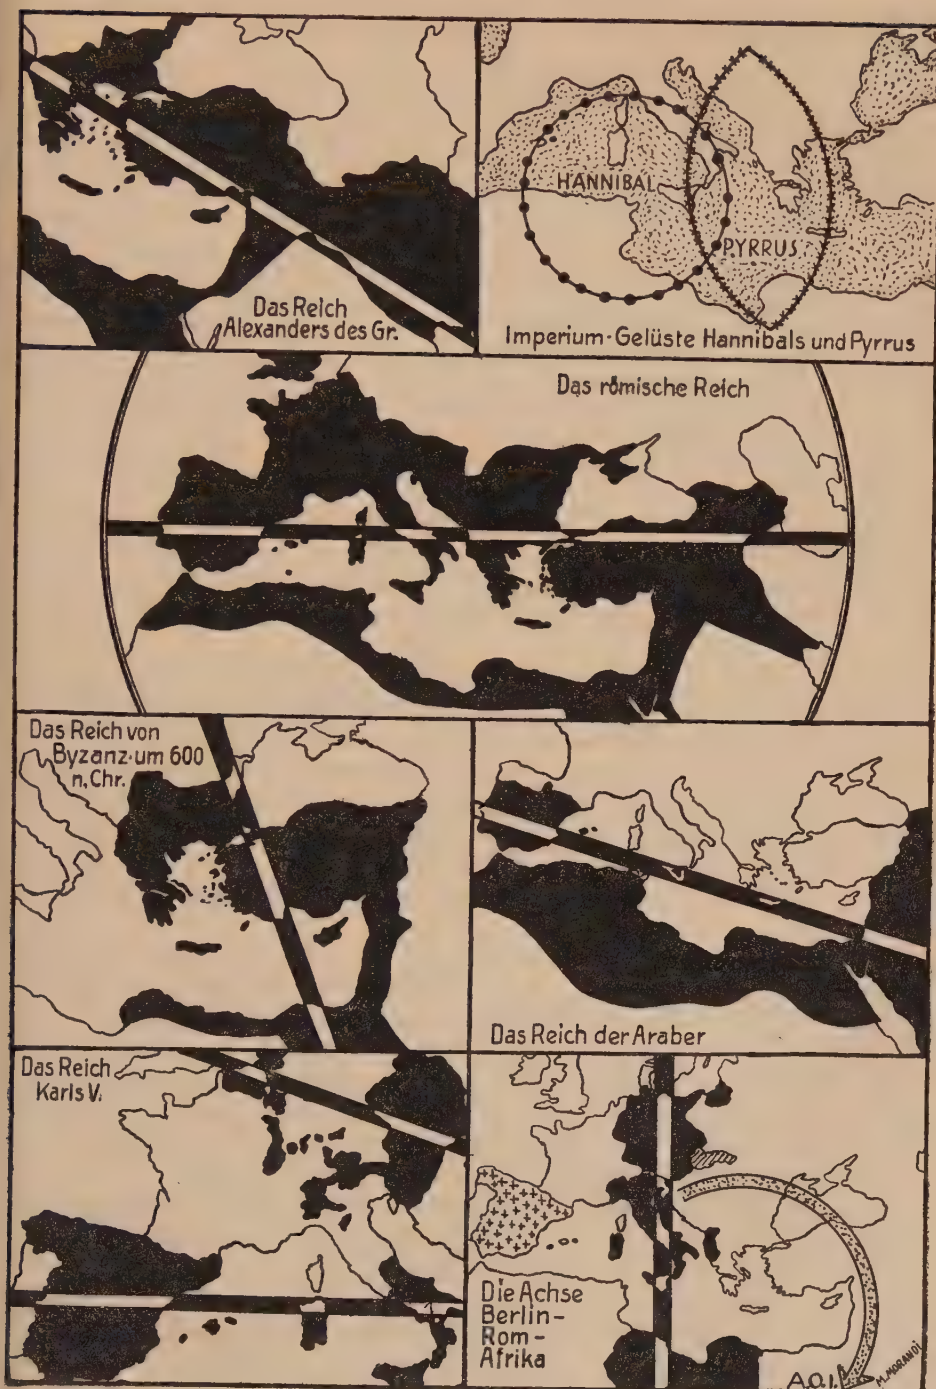 Das Reich
Alexanders des Gr.
HANNIBAL
PYRRUS
Imperium-Gelüste Hannibals und Pyrrus
Das römische Reich
Das Reich von
Byzanz·um 600
n. Chr.
Das Reich der Araber
Das Reich
Karls V.
Die Achse
Berlin-
Rom-
Afrika
A.O.I.
M. MORANDI